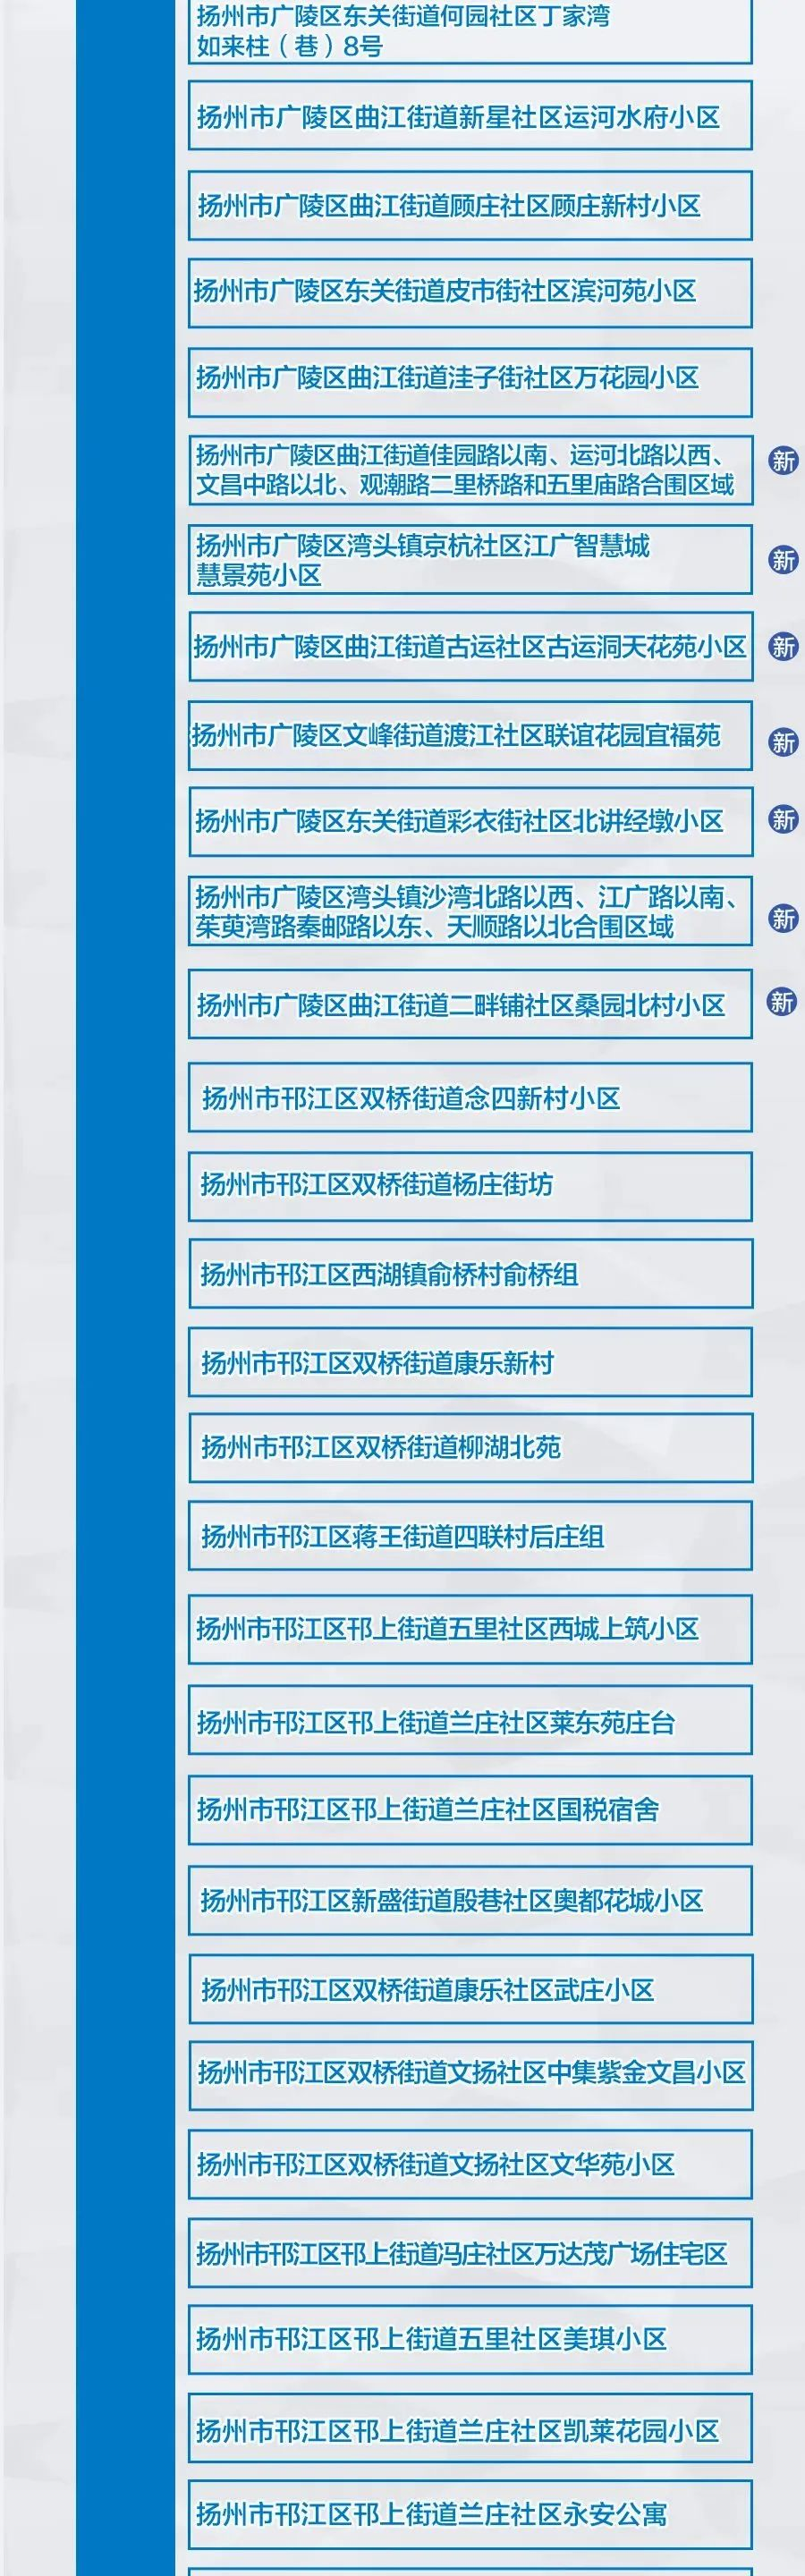 扬州市广陵区东关街道何园社区丁家湾
如来柱（巷）8号
扬州市广陵区曲江街道新星社区运河水府小区
扬州市广陵区曲江街道顾庄社区顾庄新村小区
扬州市广陵区东关街道皮市街社区滨河苑小区
扬州市广陵区曲江街道洼子街社区万花园小区
扬州市广陵区曲江街道佳园路以南、运河北路以西、
文昌中路以北、观潮路二里桥路和五里庙路合围区域
新
扬州市广陵区湾头镇京杭社区江广智慧城
慧景苑小区
新
扬州市广陵区曲江街道古运社区古运洞天花苑小区
新
扬州市广陵区文峰街道渡江社区联谊花园宜福苑
新
扬州市广陵区东关街道彩衣街社区北讲经墩小区
新
扬州市广陵区湾头镇沙湾北路以西、江广路以南、
茱萸湾路秦邮路以东、天顺路以北合围区域
新
扬州市广陵区曲江街道二畔铺社区桑园北村小区
新
扬州市邗江区双桥街道念四新村小区
扬州市邗江区双桥街道杨庄街坊
扬州市邗江区西湖镇俞桥村俞桥组
扬州市邗江区双桥街道康乐新村
扬州市邗江区双桥街道柳湖北苑
扬州市邗江区蒋王街道四联村后庄组
扬州市邗江区邗上街道五里社区西城上筑小区
扬州市邗江区邗上街道兰庄社区莱东苑庄台
扬州市邗江区邗上街道兰庄社区国税宿舍
扬州市邗江区新盛街道殷巷社区奥都花城小区
扬州市邗江区双桥街道康乐社区武庄小区
扬州市邗江区双桥街道文扬社区中集紫金文昌小区
扬州市邗江区双桥街道文扬社区文华苑小区
扬州市邗江区邗上街道冯庄社区万达茂广场住宅区
扬州市邗江区邗上街道五里社区美琪小区
扬州市邗江区邗上街道兰庄社区凯莱花园小区
扬州市邗江区邗上街道兰庄社区永安公寓